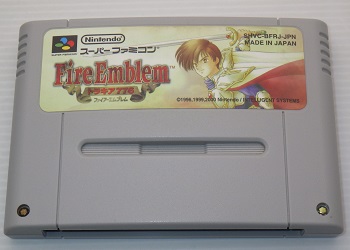 Nintendo
スーパーファミコン
SHVC-BFRJ-JPN
MADE IN JAPAN
Fire Emblem™
トラキア776
ファイアーエムブレム
©1996,1999,2000 Nintendo / INTELLIGENT SYSTEMS